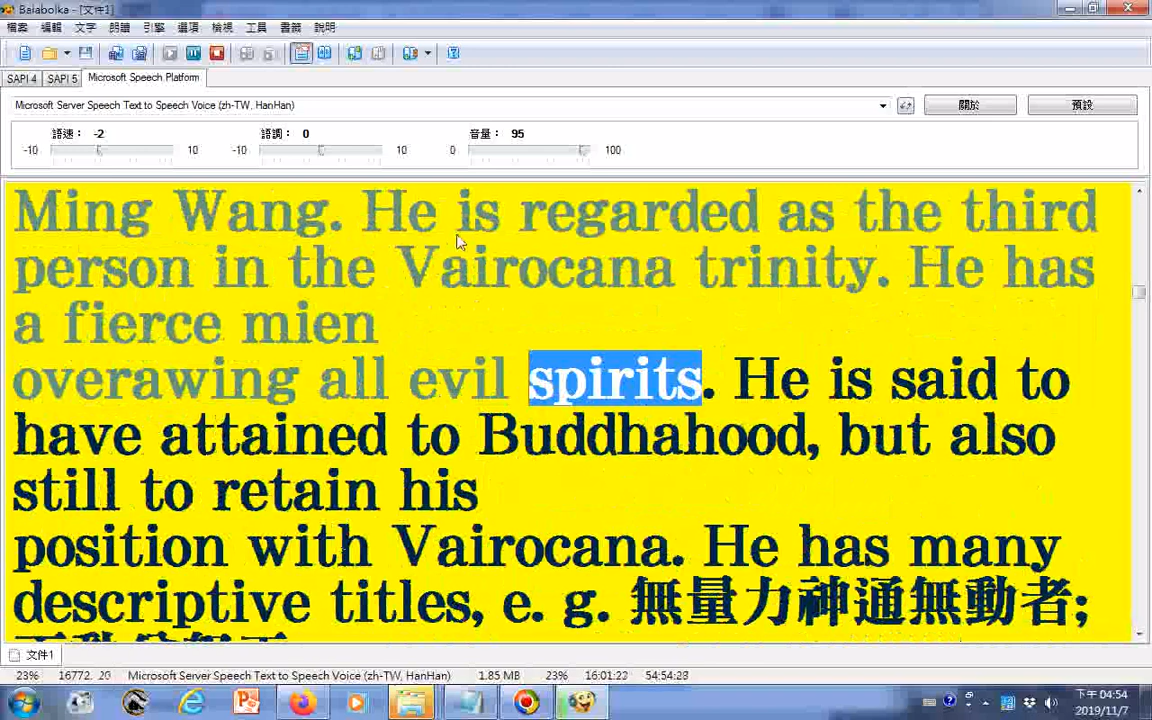 Balabolka - [文件1]
檔案 編輯 文字 朗讀 引擎 選項 檢視 工具 書籤 說明
SAPI 4 SAPI 5 Microsoft Speech Platform
Microsoft Server Speech Text to Speech Voice (zh-TW, HanHan) 關於 預設
語速： -2 語調： 0 音量： 95
-10 10 -10 10 0 100
Ming Wang. He is regarded as the third
person in the Vairocana trinity. He has
a fierce mien
overawing all evil spirits. He is said to
have attained to Buddhahood, but also
still to retain his
position with Vairocana. He has many
descriptive titles, e. g. 無量力神通無動者;
文件1
23% 16772: 20 Microsoft Server Speech Text to Speech Voice (zh-TW, HanHan) 1.85 MB 23% 16:01:23 54:54:28
下午 04:54
2019/11/7